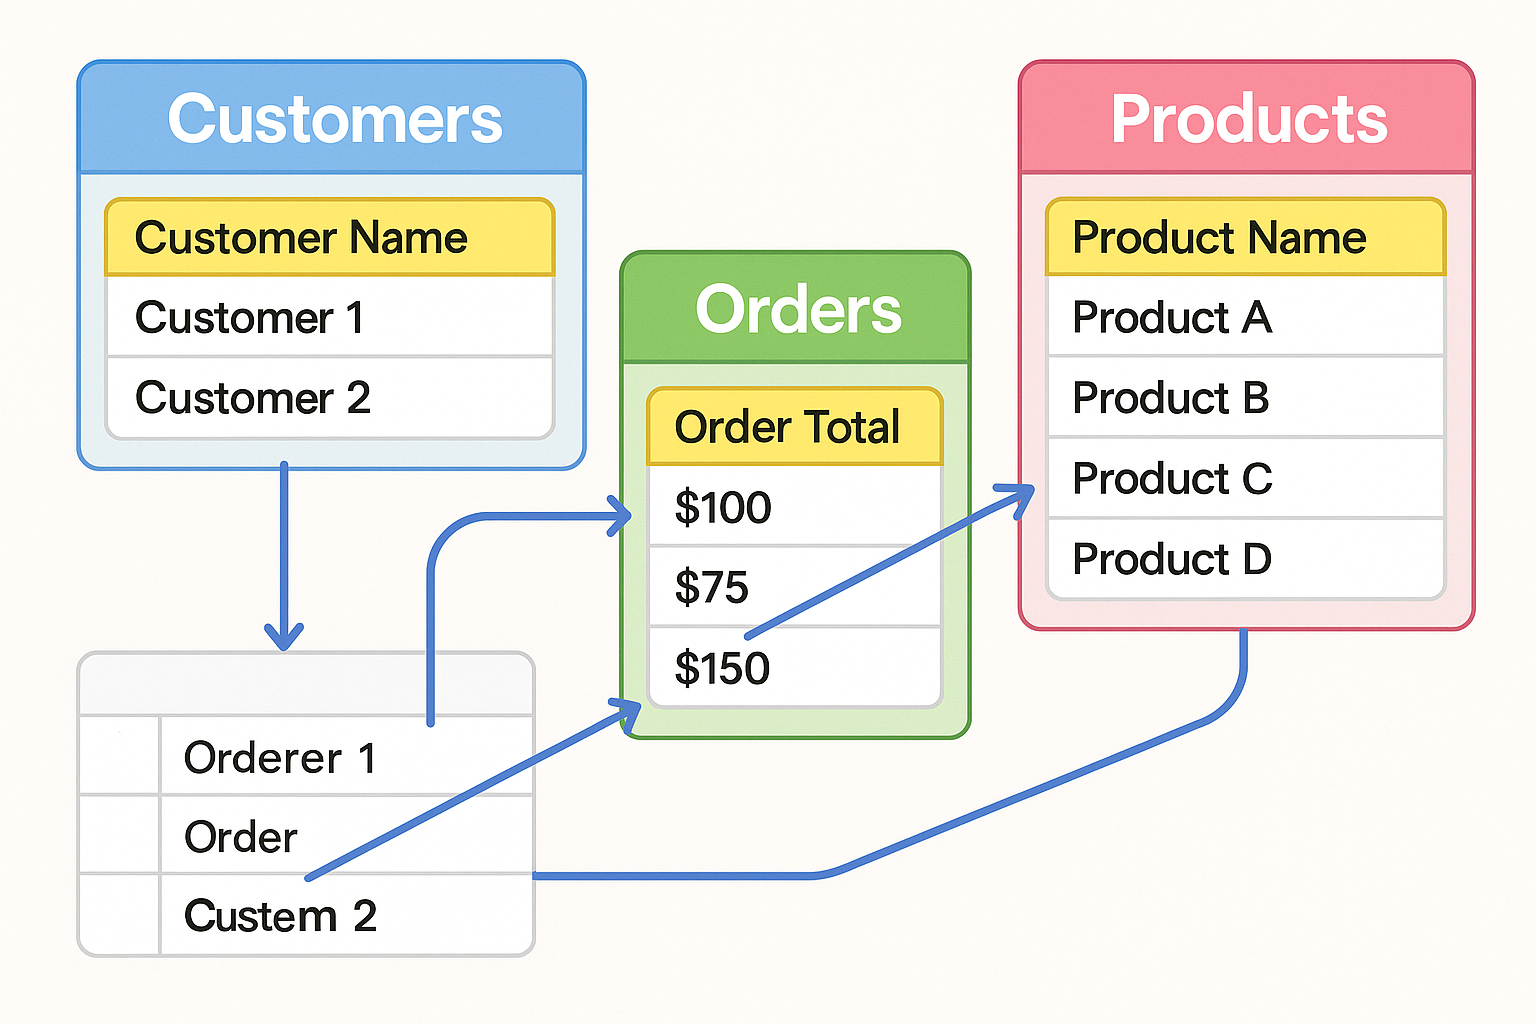 Customers
Customer Name
Customer 1
Customer 2
Orders
Order Total
$100
$75
$150
Products
Product Name
Product A
Product B
Product C
Product D
Orderer 1
Order
Custem 2